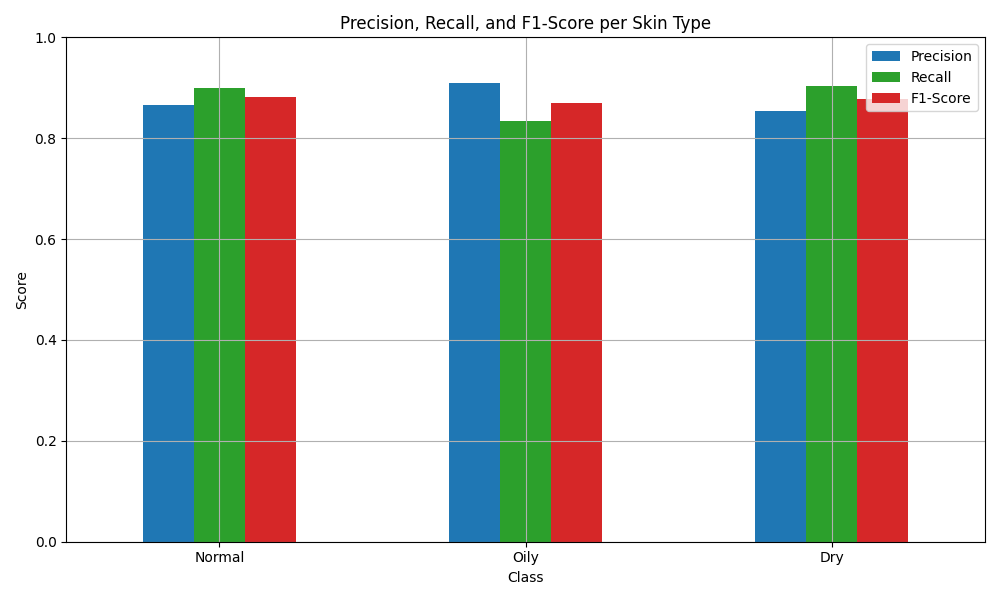 Precision, Recall, and F1-Score per Skin Type
1.0
0.8
0.6
0.4
0.2
0.0
Score
Precision
Recall
F1-Score
Normal
Oily
Dry
Class